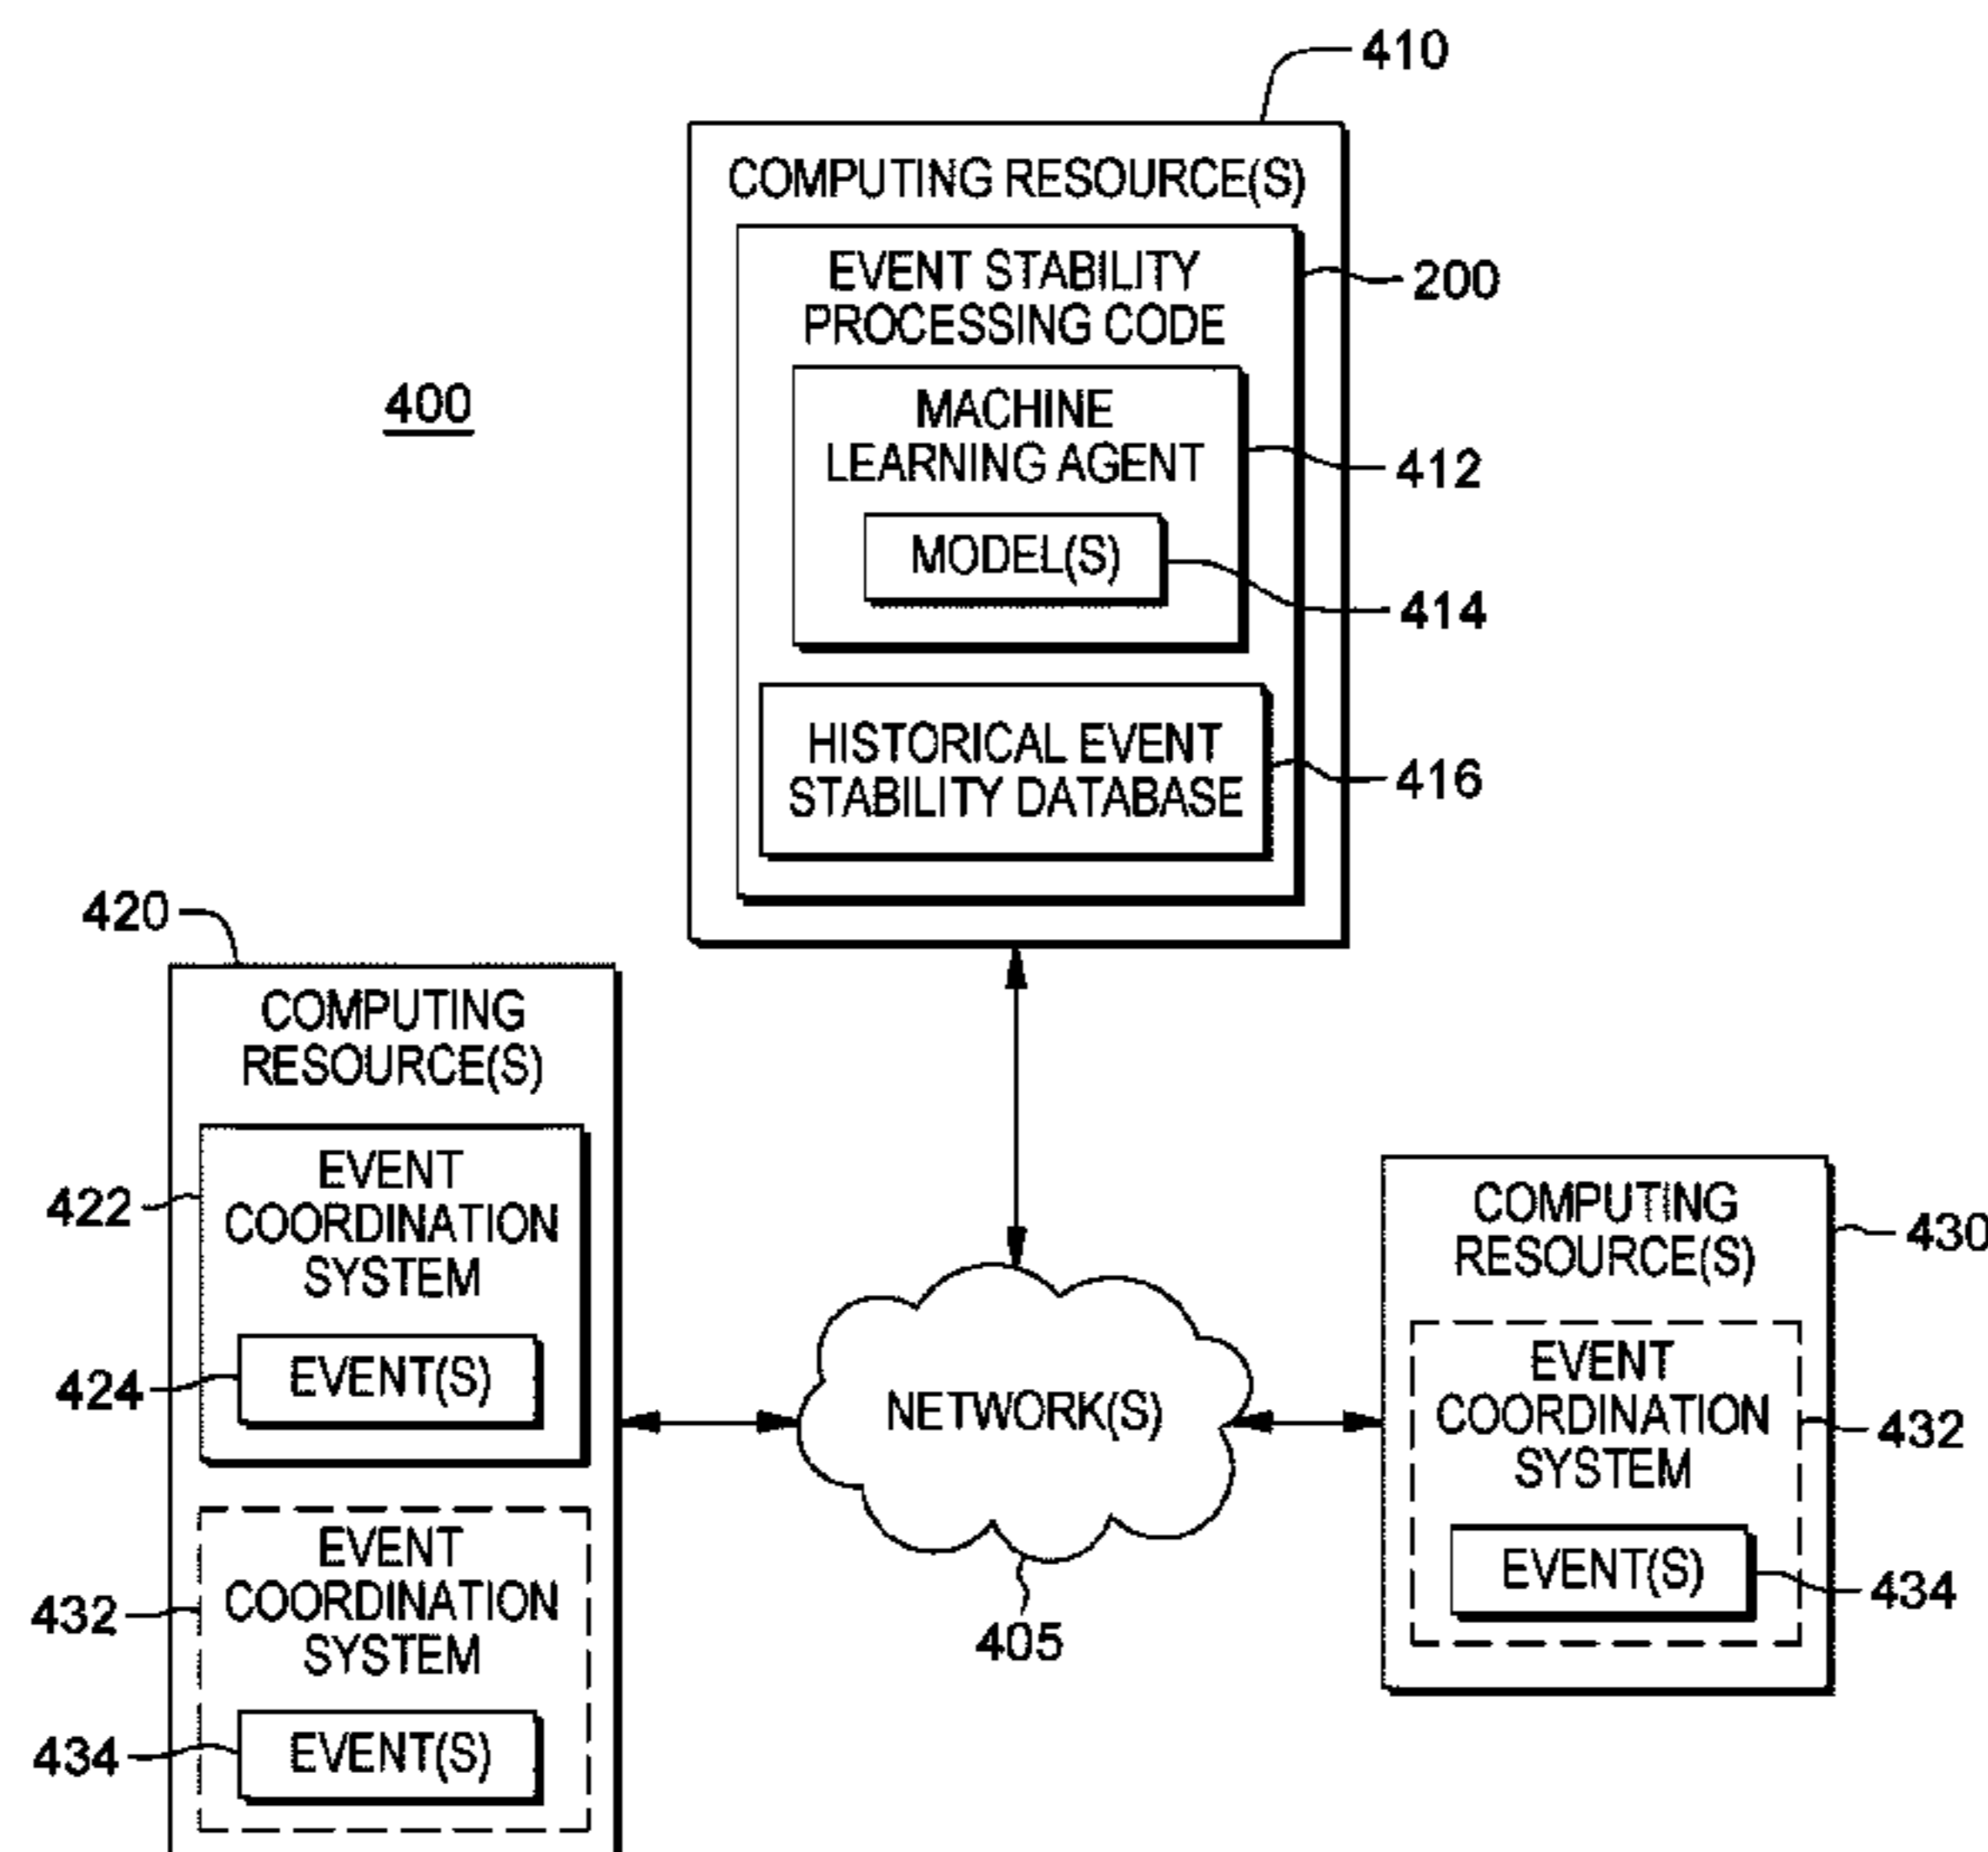 410
COMPUTING RESOURCE(S)
EVENT STABILITY
PROCESSING CODE
200
400
MACHINE
LEARNING AGENT
412
MODEL(S)
414
HISTORICAL EVENT
STABILITY DATABASE
416
420
COMPUTING
RESOURCE(S)
EVENT
COORDINATION
SYSTEM
422
EVENT(S)
424
EVENT
COORDINATION
SYSTEM
432
EVENT(S)
434
NETWORK(S)
405
COMPUTING
RESOURCE(S)
430
EVENT
COORDINATION
SYSTEM
432
EVENT(S)
434